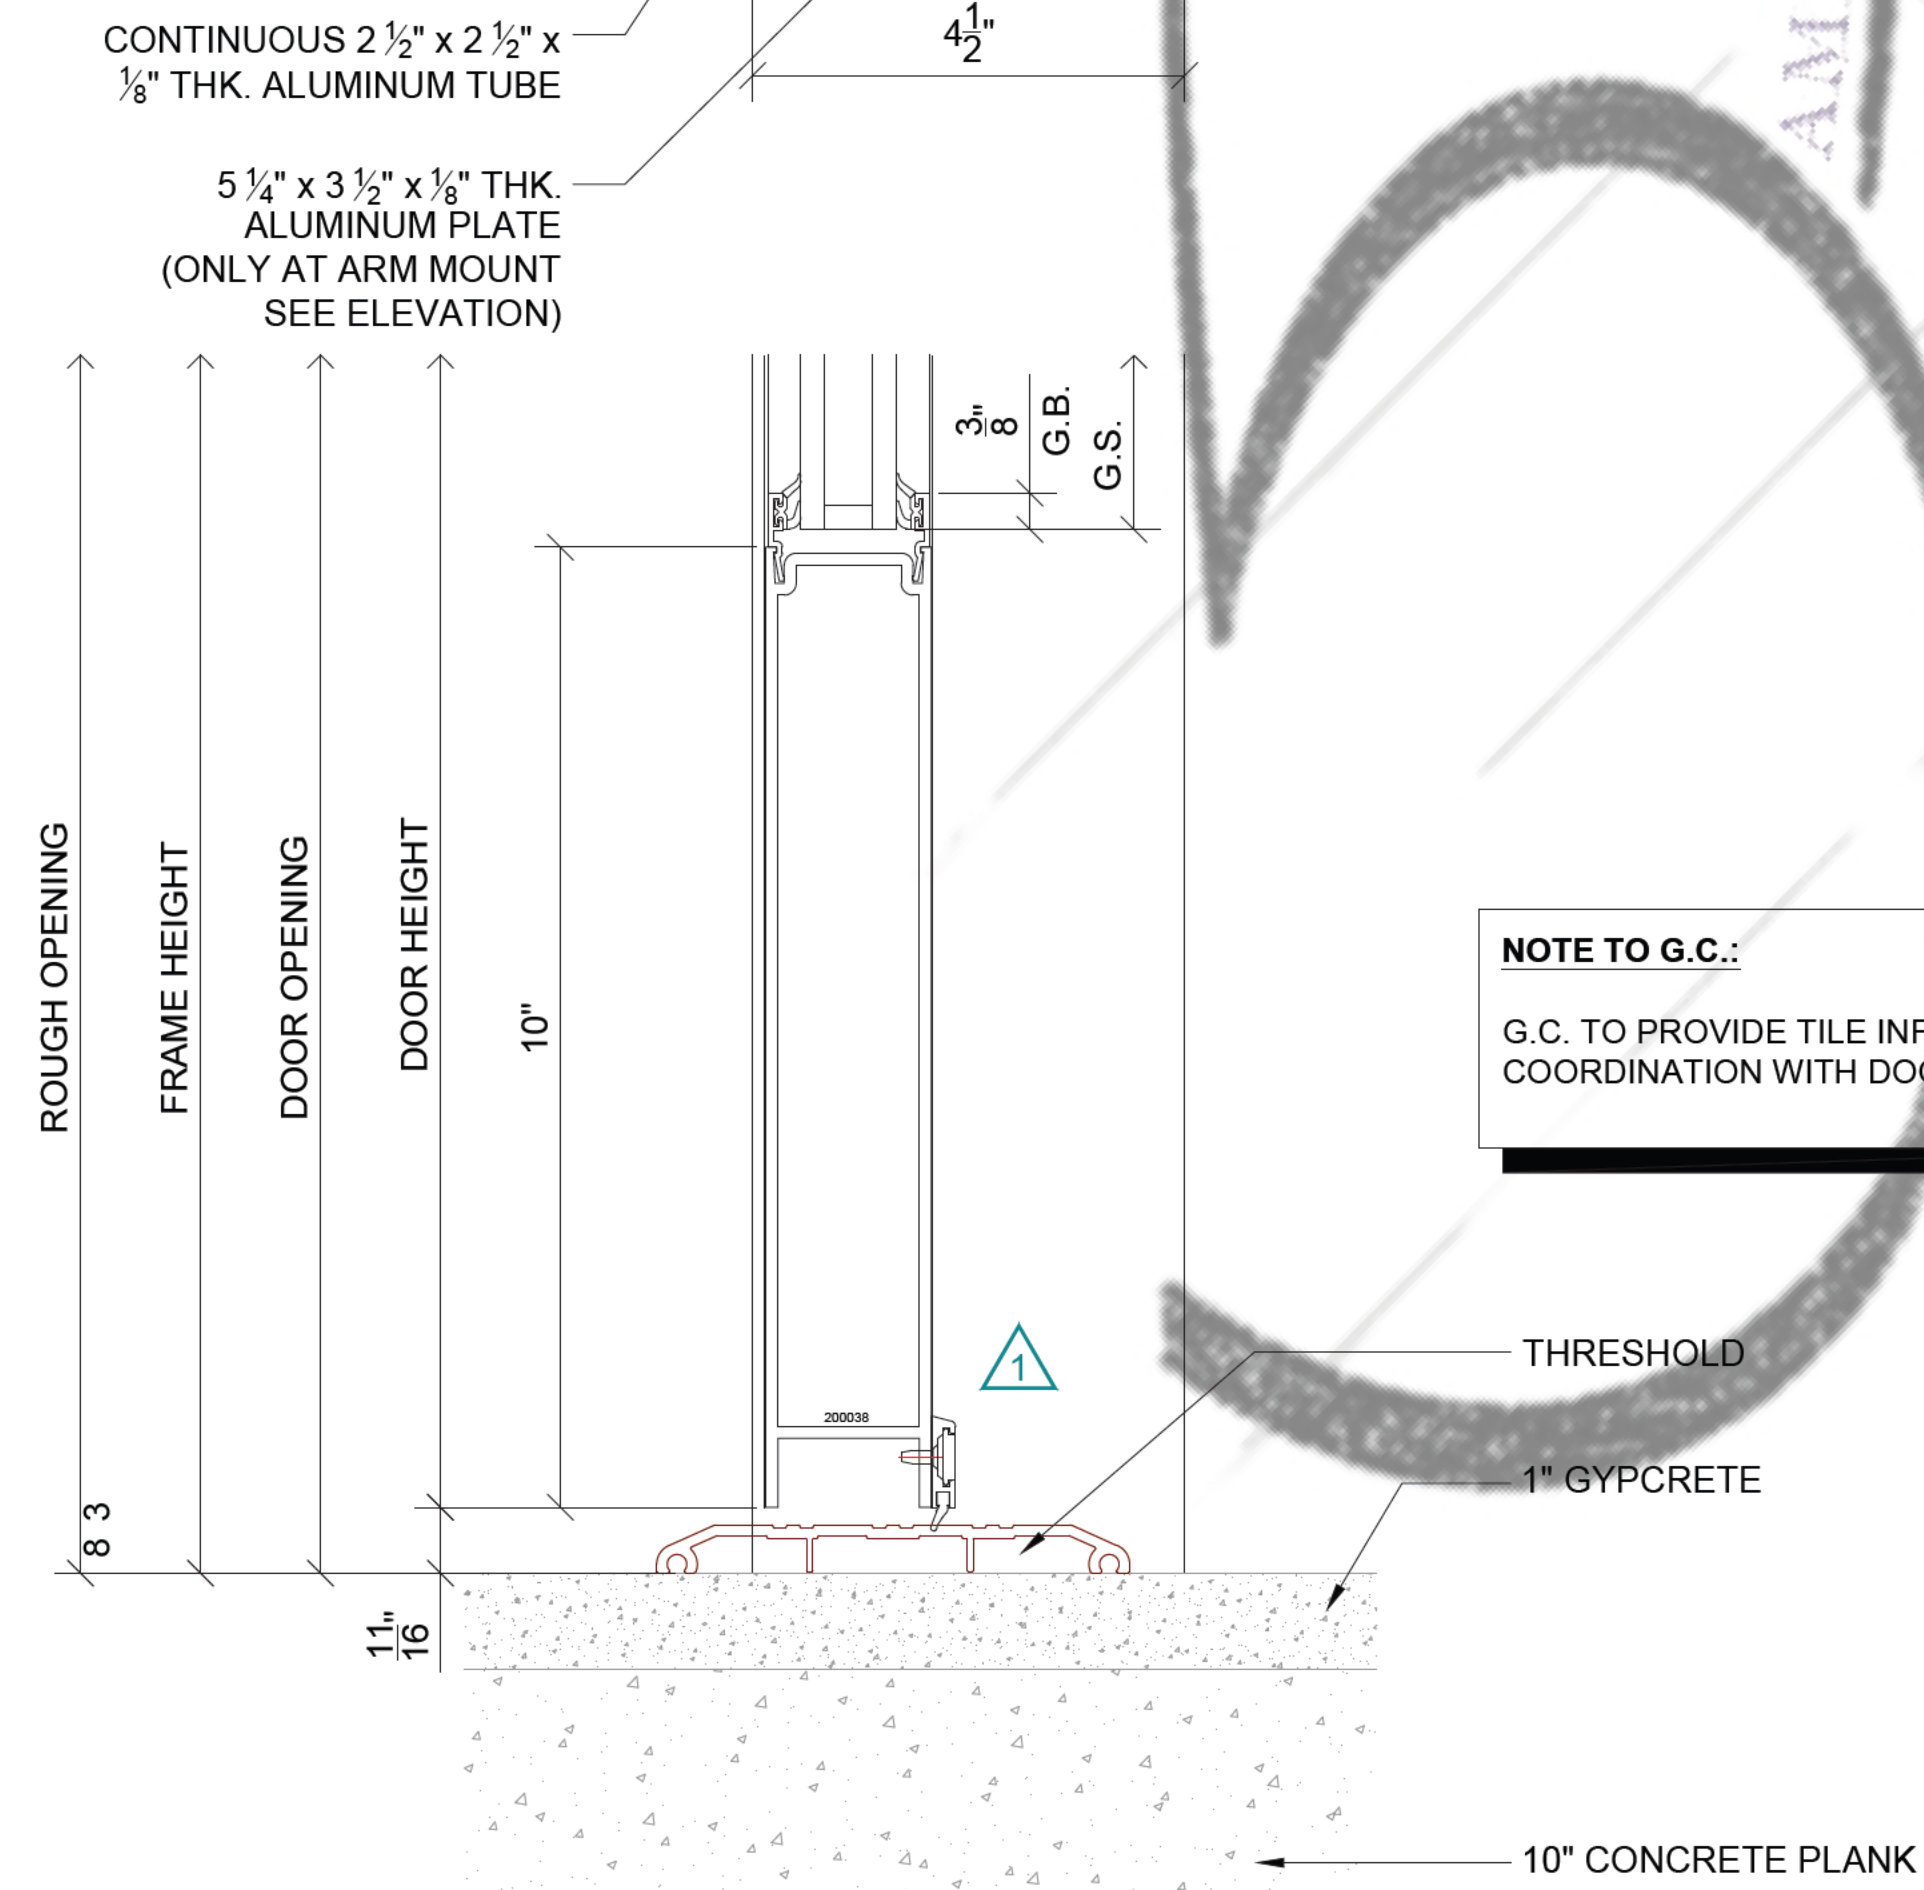 CONTINUOUS 2 ½" x 2 ½" x
⅛" THK. ALUMINUM TUBE
4 1/2"
5 ¼" x 3 ½" x ⅛" THK.
ALUMINUM PLATE
(ONLY AT ARM MOUNT
SEE ELEVATION)
3/8"
G.B.
G.S.
ROUGH OPENING
FRAME HEIGHT
DOOR OPENING
DOOR HEIGHT
10"
NOTE TO G.C.:
G.C. TO PROVIDE TILE
COORDINATION WITH
THRESHOLD
1
200038
1" GYPCRETE
3
8
11/16"
10" CONCRETE PLANK